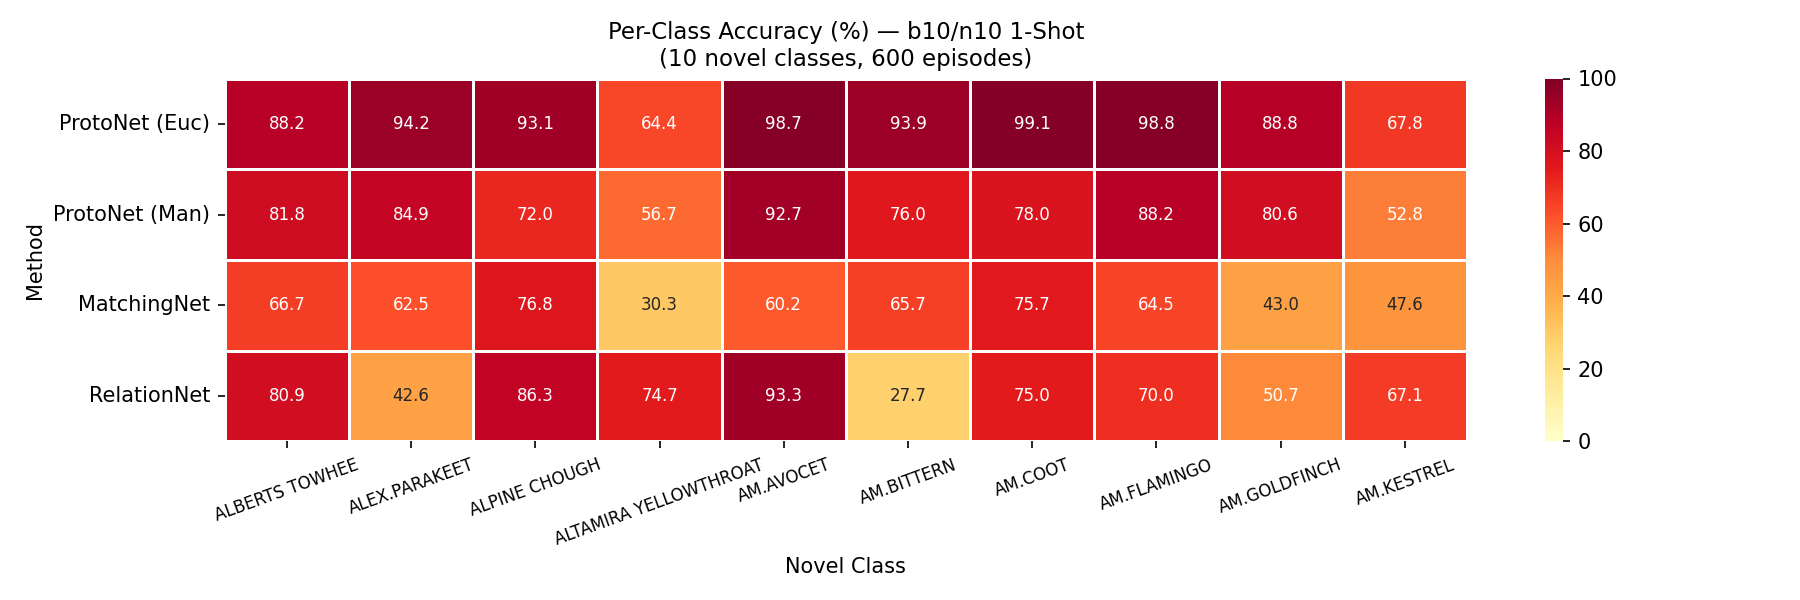 Per-Class Accuracy (%) — b10/n10 1-Shot
(10 novel classes, 600 episodes)
Method
ProtoNet (Euc) 88.2 94.2 93.1 64.4 98.7 93.9 99.1 98.8 88.8 67.8
ProtoNet (Man) 81.8 84.9 72.0 56.7 92.7 76.0 78.0 88.2 80.6 52.8
MatchingNet 66.7 62.5 76.8 30.3 60.2 65.7 75.7 64.5 43.0 47.6
RelationNet 80.9 42.6 86.3 74.7 93.3 27.7 75.0 70.0 50.7 67.1
ALBERTS TOWHEE
ALEX.PARAKEET
ALPINE CHOUGH
ALTAMIRA YELLOWTHROAT
AM.AVOCET
AM.BITTERN
AM.COOT
AM.FLAMINGO
AM.GOLDFINCH
AM.KESTREL
Novel Class
100
80
60
40
20
0